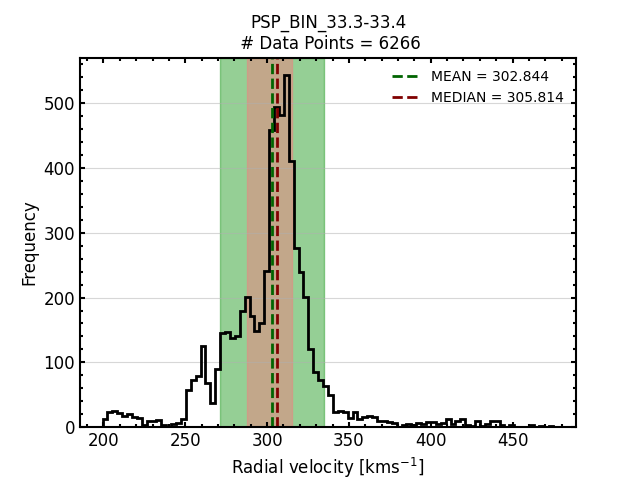 PSP_BIN_33.3-33.4
# Data Points = 6266
MEAN = 302.844
MEDIAN = 305.814
Frequency
500
400
300
200
100
0
200 250 300 350 400 450
Radial velocity [kms⁻¹]